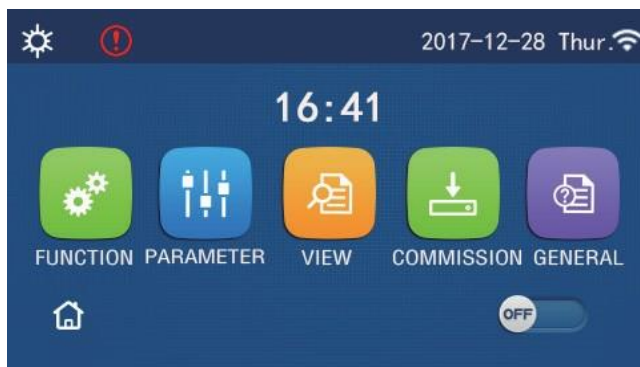 2017-12-28 Thur.
16:41
FUNCTION PARAMETER VIEW COMMISSION GENERAL
OFF